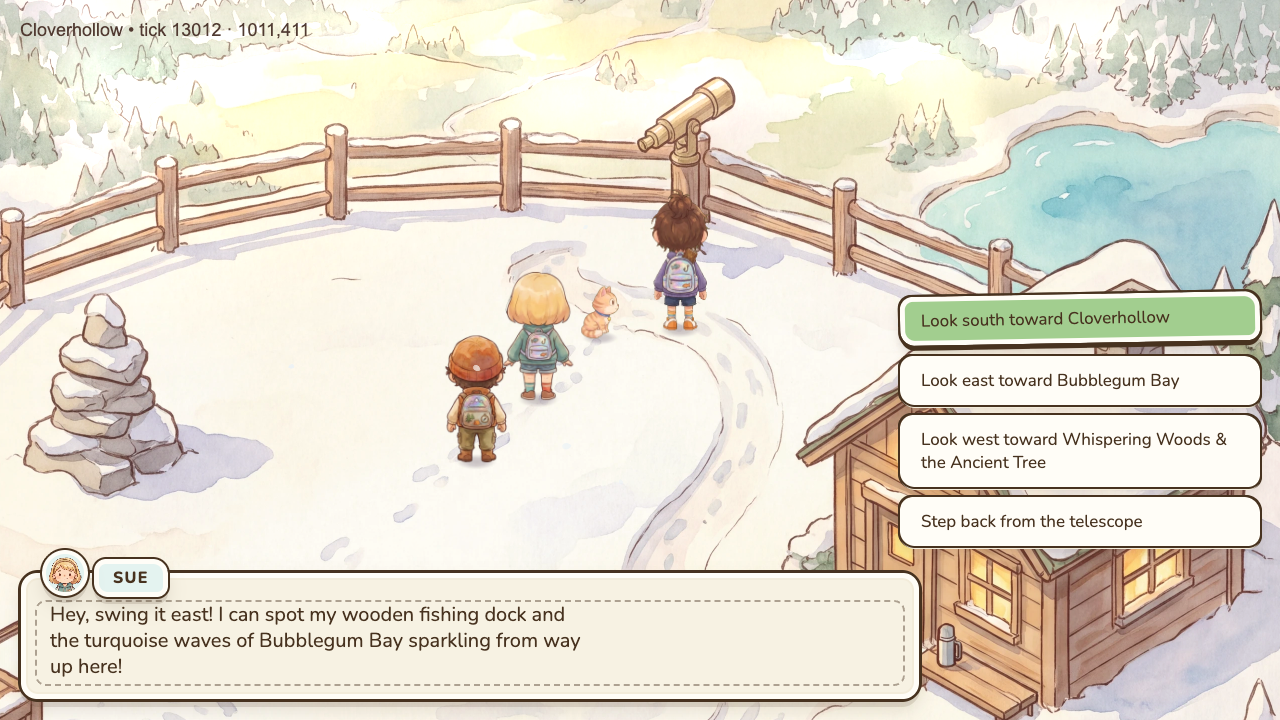 Cloverhollow • tick 13012 · 1011,411
Look south toward Cloverhollow
Look east toward Bubblegum Bay
Look west toward Whispering Woods &
the Ancient Tree
Step back from the telescope
SUE
Hey, swing it east! I can spot my wooden fishing dock and
the turquoise waves of Bubblegum Bay sparkling from way
up here!